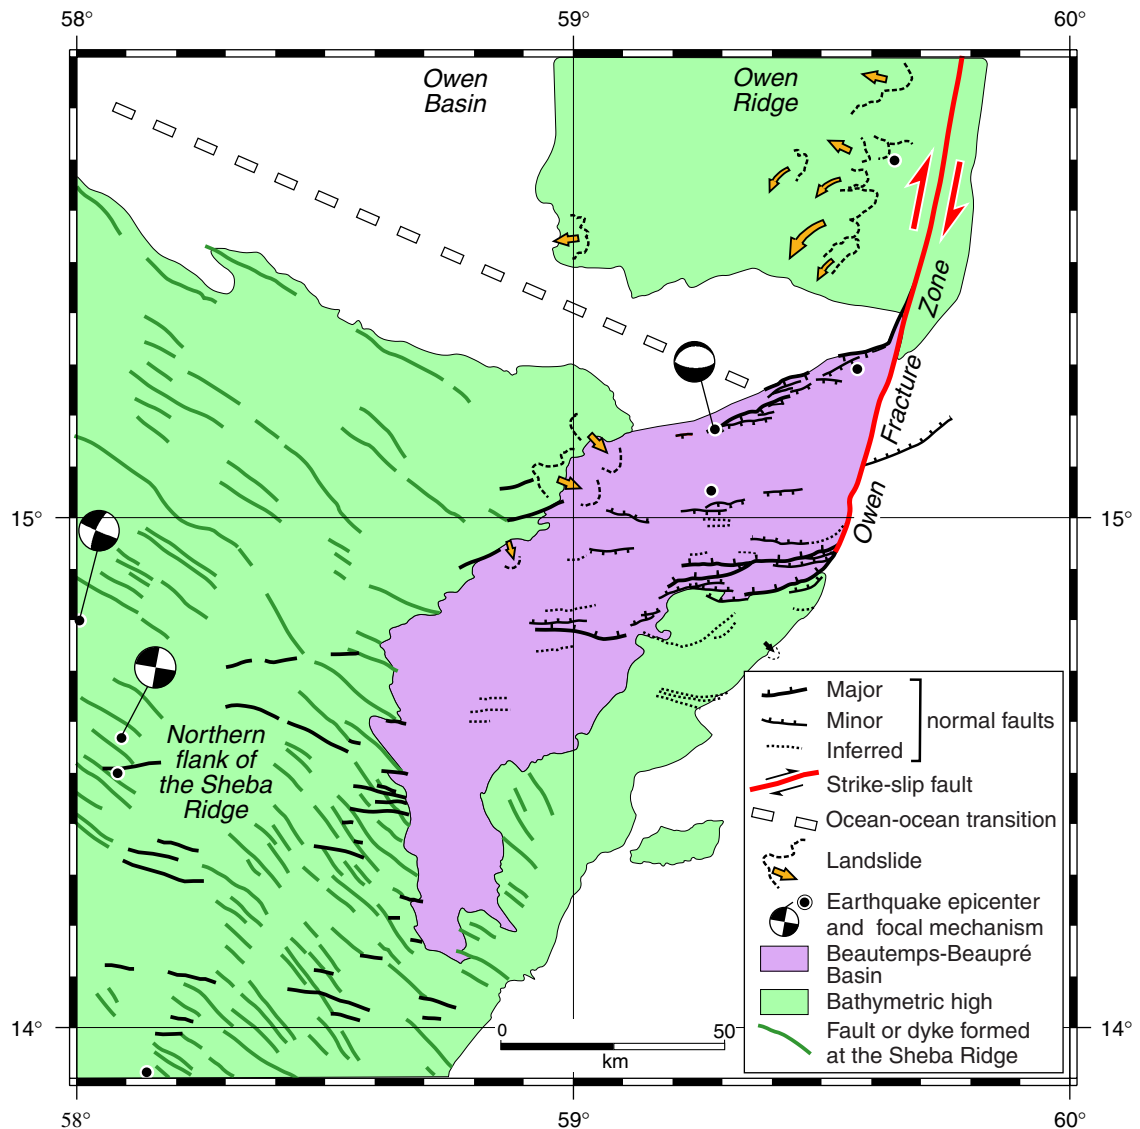 58°
59°
60°
Owen
Basin
Owen
Ridge
Owen Fracture Zone
15°
15°
Northern
flank of
the Sheba
Ridge
Major
Minor
Inferred
normal faults
Strike-slip fault
Ocean-ocean transition
Landslide
Earthquake epicenter
and focal mechanism
Beautemps-Beaupré
Basin
Bathymetric high
Fault or dyke formed
at the Sheba Ridge
14°
14°
0
50
km
58°
59°
60°